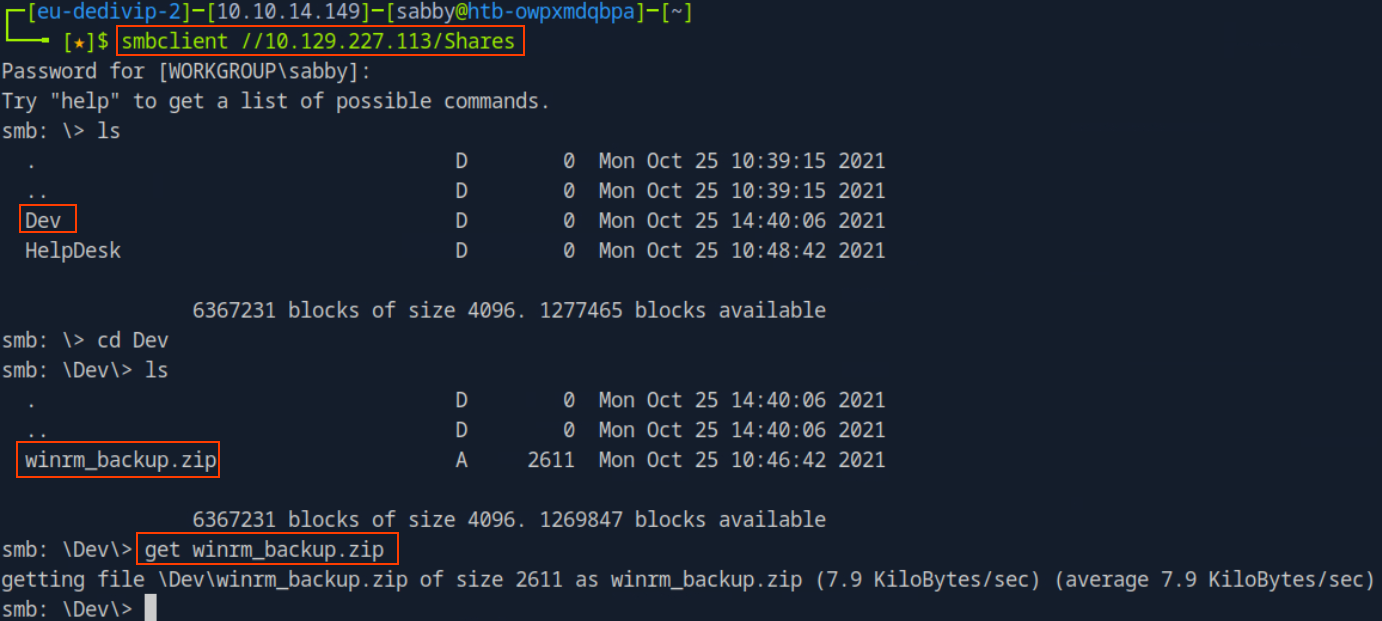 [eu-dedivip-2]─[10.10.14.149]─[sabby@htb-owpxmdqbpa]─[~]
[★]$ smbclient //10.129.227.113/Shares
Password for [WORKGROUP\sabby]:
Try "help" to get a list of possible commands.
smb: \> ls
. D 0 Mon Oct 25 10:39:15 2021
.. D 0 Mon Oct 25 10:39:15 2021
Dev D 0 Mon Oct 25 14:40:06 2021
HelpDesk D 0 Mon Oct 25 10:48:42 2021
6367231 blocks of size 4096. 1277465 blocks available
smb: \> cd Dev
smb: \Dev\> ls
. D 0 Mon Oct 25 14:40:06 2021
.. D 0 Mon Oct 25 14:40:06 2021
winrm_backup.zip A 2611 Mon Oct 25 10:46:42 2021
6367231 blocks of size 4096. 1269847 blocks available
smb: \Dev\> get winrm_backup.zip
getting file \Dev\winrm_backup.zip of size 2611 as winrm_backup.zip (7.9 KiloBytes/sec) (average 7.9 KiloBytes/sec)
smb: \Dev\>